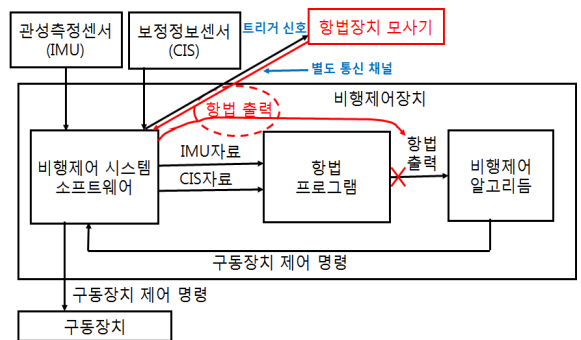 관성측정센서
(IMU)
보정정보센서
(CIS)
트리거 신호
항법장치 모사기
별도 통신 채널
비행제어장치
항법 출력
비행제어 시스템
소프트웨어
IMU자료
CIS자료
항법
프로그램
항법
출력
비행제어
알고리듬
구동장치 제어 명령
구동장치 제어 명령
구동장치